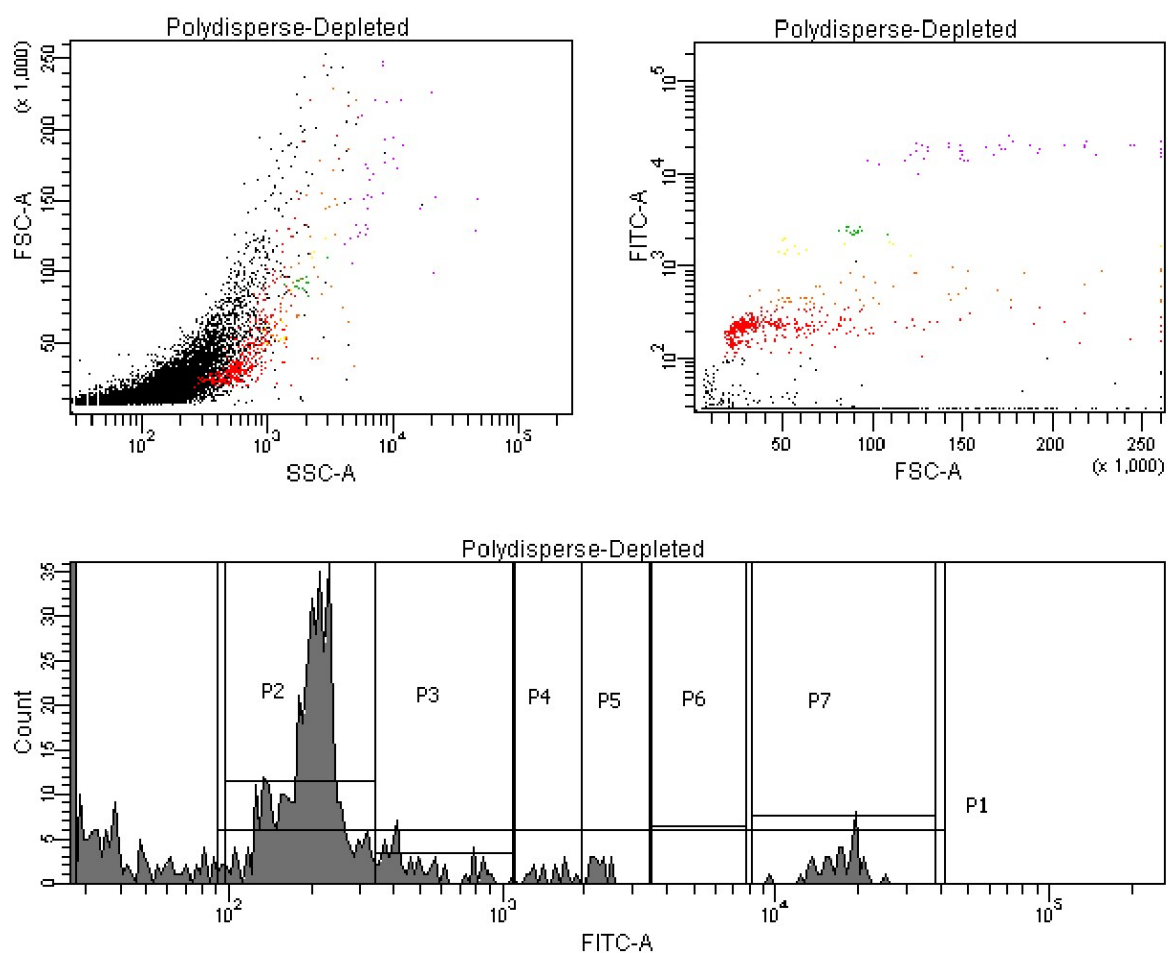 Polydisperse-Depleted
Polydisperse-Depleted
(x 1,000)
FSC-A
250
200
150
100
50
10² 10³ 10⁴ 10⁵
SSC-A
FITC-A
10⁵
10⁴
10³
10²
50 100 150 200 250
FSC-A
(x 1,000)
Polydisperse-Depleted
Count
35
30
25
20
15
10
5
0
P2 P3 P4 P5 P6 P7
P1
10² 10³ 10⁴ 10⁵
FITC-A